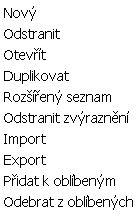 Nový
Odstranit
Otevřít
Duplikovat
Rozšířený seznam
Odstranit zvýraznění
Import
Export
Přidat k oblíbeným
Odebrat z oblíbených